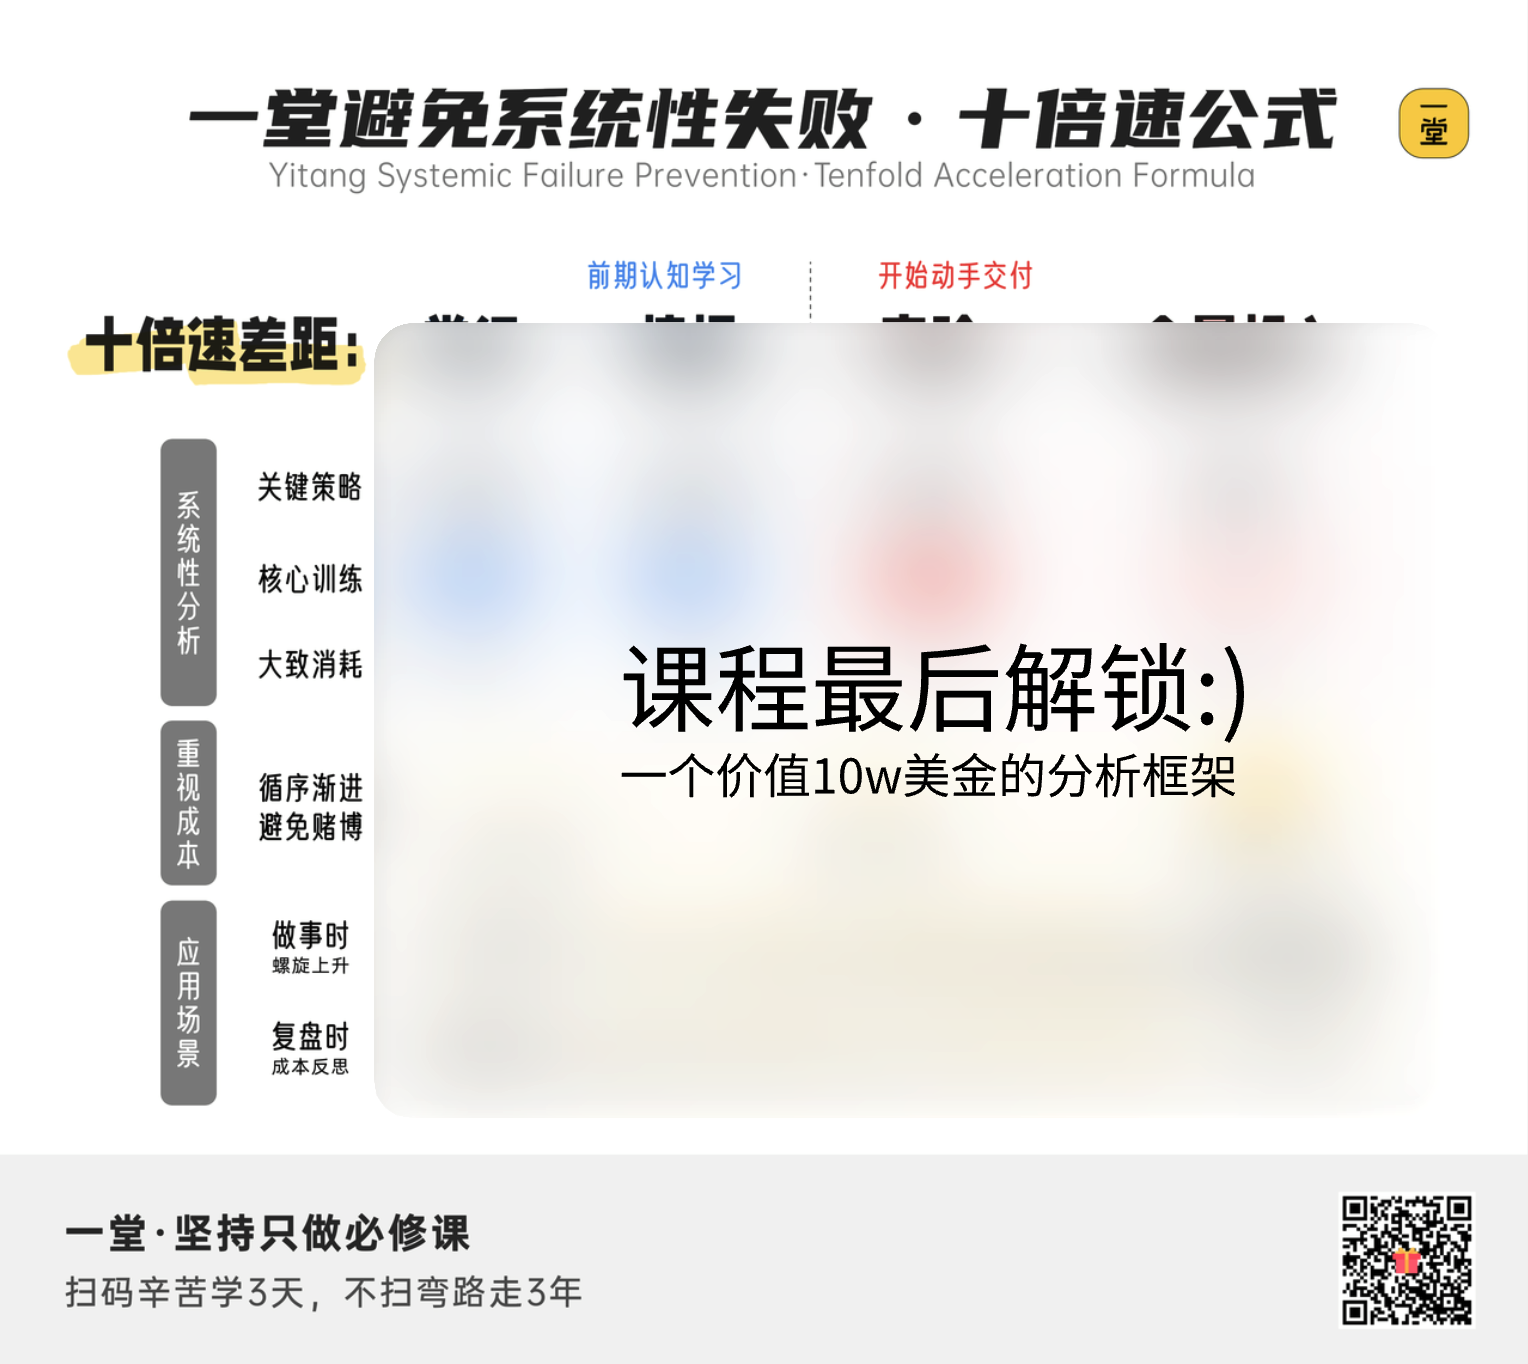 一堂避免系统性失败·十倍速公式
一堂
Yitang Systemic Failure Prevention·Tenfold Acceleration Formula
前期认知学习
开始动手交付
十倍速差距:
系统性分析
关键策略
核心训练
大致消耗
课程最后解锁:)
一个价值10w美金的分析框架
重视成本
循序渐进
避免赌博
应用场景
做事时
螺旋上升
复盘时
成本反思
一堂·坚持只做必修课
扫码辛苦学3天，不扫弯路走3年